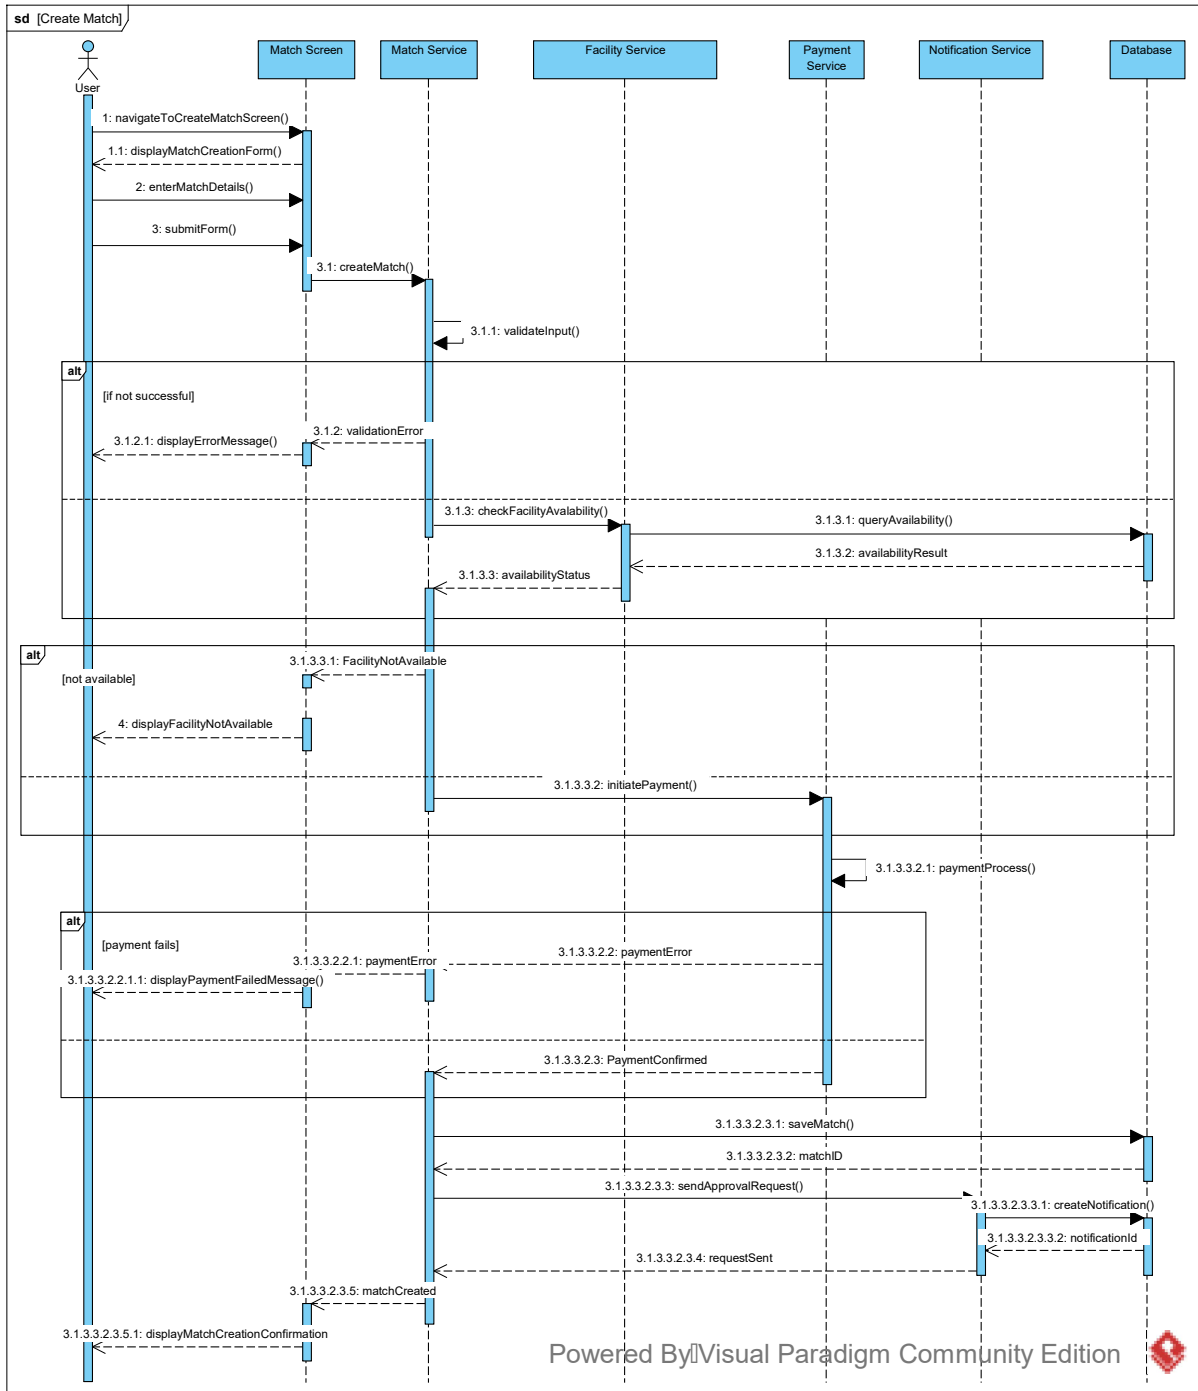 sd [Create Match]
User
Match Screen
Match Service
Facility Service
Payment
Service
Notification Service
Database
1: navigateToCreateMatchScreen()
1.1: displayMatchCreationForm()
2: enterMatchDetails()
3: submitForm()
3.1: createMatch()
3.1.1: validateInput()
alt
[if not successful]
3.1.2: validationError
3.1.2.1: displayErrorMessage()
3.1.3: checkFacilityAvalability()
3.1.3.1: queryAvailability()
3.1.3.2: availabilityResult
3.1.3.3: availabilityStatus
alt
3.1.3.3.1: FacilityNotAvailable
[not available]
4: displayFacilityNotAvailable
3.1.3.3.2: initiatePayment()
3.1.3.3.2.1: paymentProcess()
alt
[payment fails]
3.1.3.3.2.2: paymentError
3.1.3.3.2.2.1: paymentError
3.1.3.3.2.2.1.1: displayPaymentFailedMessage()
3.1.3.3.2.3: PaymentConfirmed
3.1.3.3.2.3.1: saveMatch()
3.1.3.3.2.3.2: matchID
3.1.3.3.2.3.3: sendApprovalRequest()
3.1.3.3.2.3.3.1: createNotification()
3.1.3.3.2.3.3.2: notificationId
3.1.3.3.2.3.4: requestSent
3.1.3.3.2.3.5: matchCreated
3.1.3.3.2.3.5.1: displayMatchCreationConfirmation
Powered By Visual Paradigm Community Edition